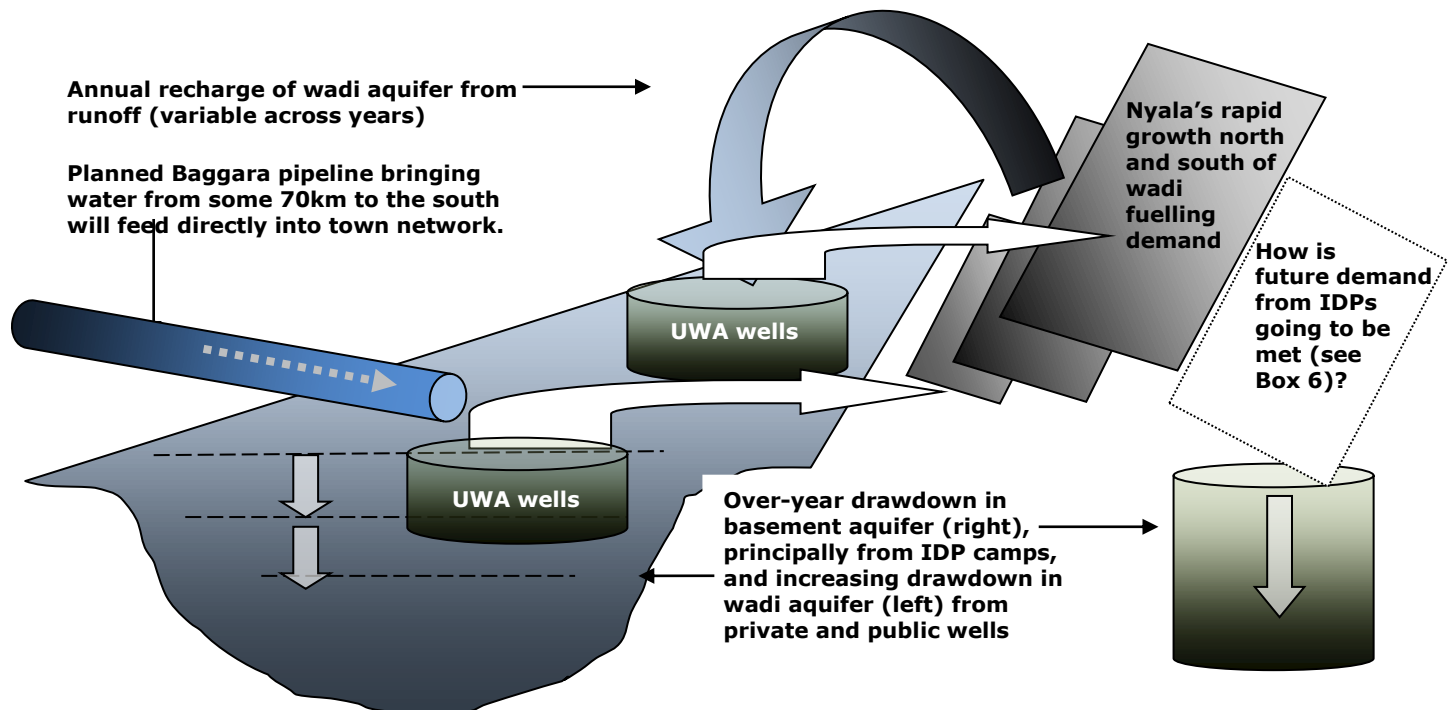 Annual recharge of wadi aquifer from
runoff (variable across years)
Planned Baggara pipeline bringing
water from some 70km to the south
will feed directly into town network.
Nyala’s rapid
growth north
and south of
wadi
fuelling
demand
How is
future demand
from IDPs
going to be
met (see
Box 6)?
UWA wells
UWA wells
Over-year drawdown in
basement aquifer (right),
principally from IDP camps,
and increasing drawdown in
wadi aquifer (left) from
private and public wells